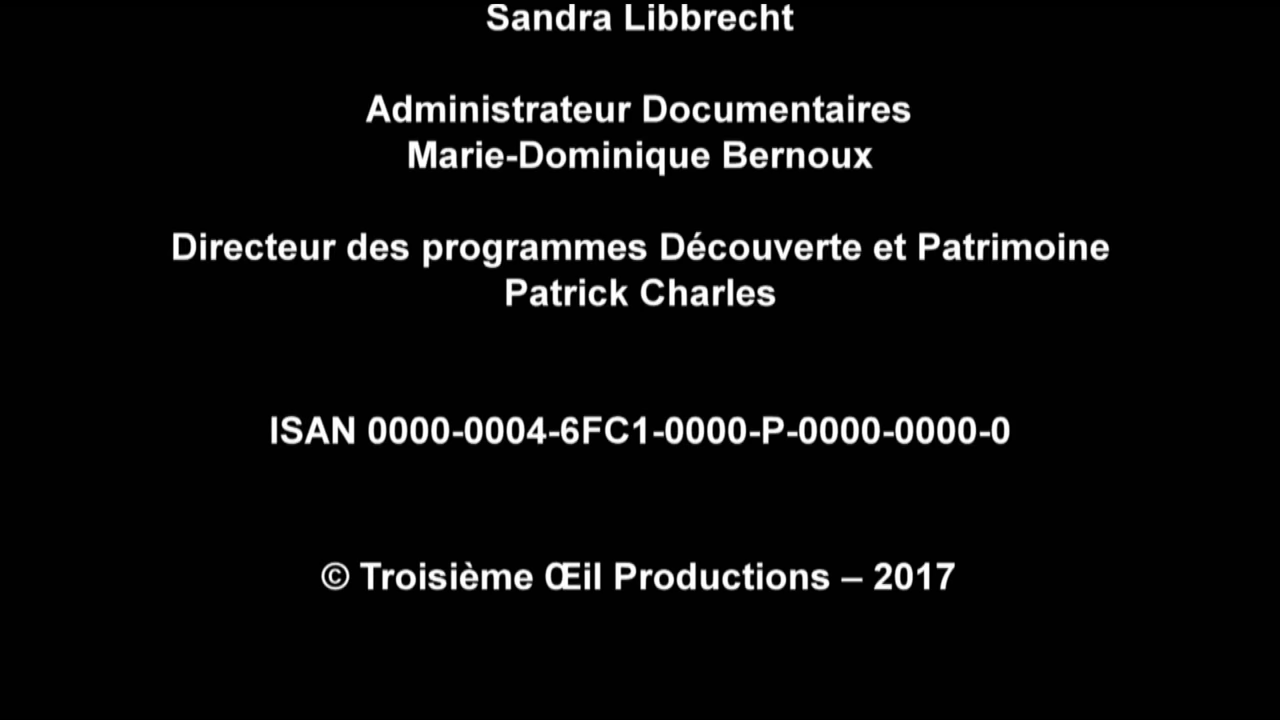 Sandra Libbrecht
Administrateur Documentaires
Marie-Dominique Bernoux
Directeur des programmes Découverte et Patrimoine
Patrick Charles
ISAN 0000-0004-6FC1-0000-P-0000-0000-0
© Troisième Œil Productions – 2017